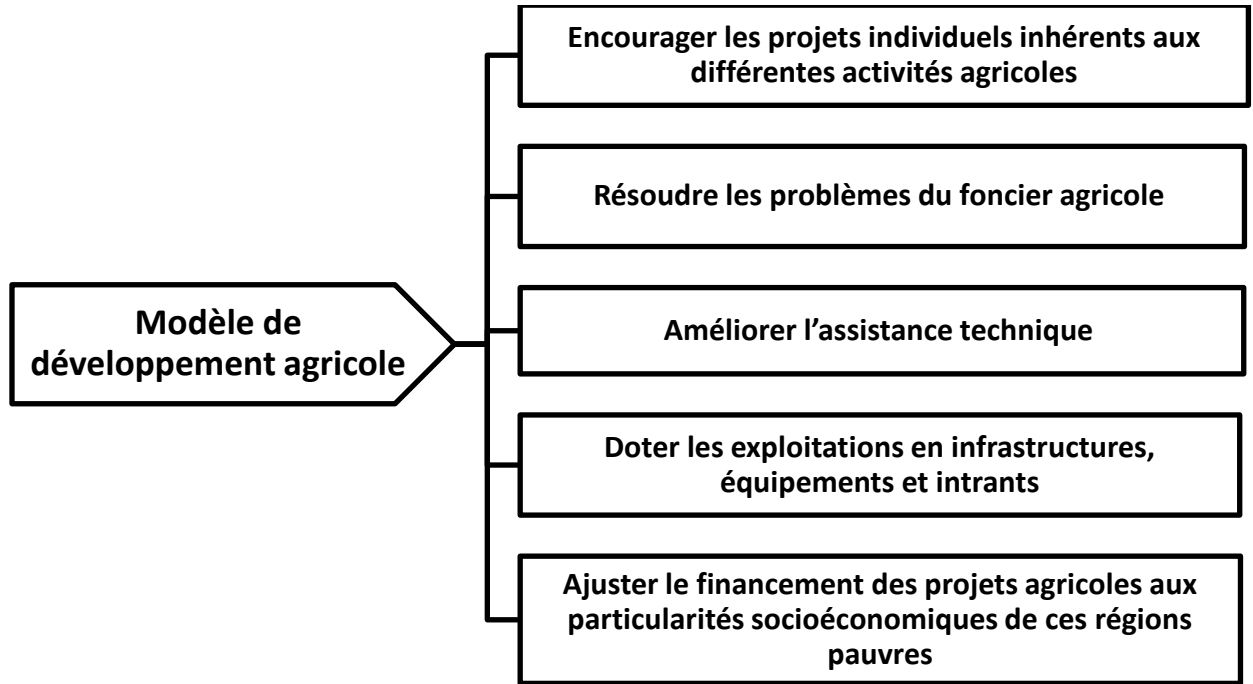 Encourager les projets individuels inhérents aux
différentes activités agricoles
Résoudre les problèmes du foncier agricole
Modèle de
développement agricole
Améliorer l’assistance technique
Doter les exploitations en infrastructures,
équipements et intrants
Ajuster le financement des projets agricoles aux
particularités socioéconomiques de ces régions
pauvres